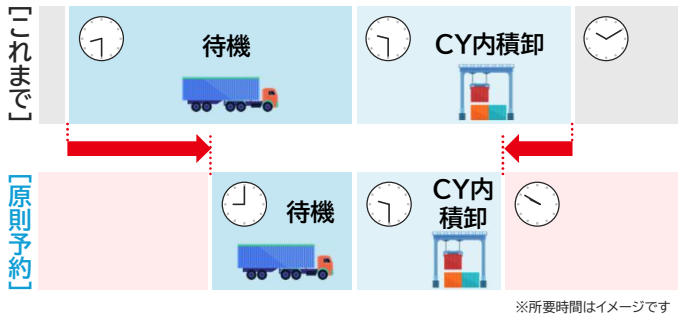 [これまで]
待機
CY内積卸
[原則予約]
待機
CY内
積卸
※所要時間はイメージです